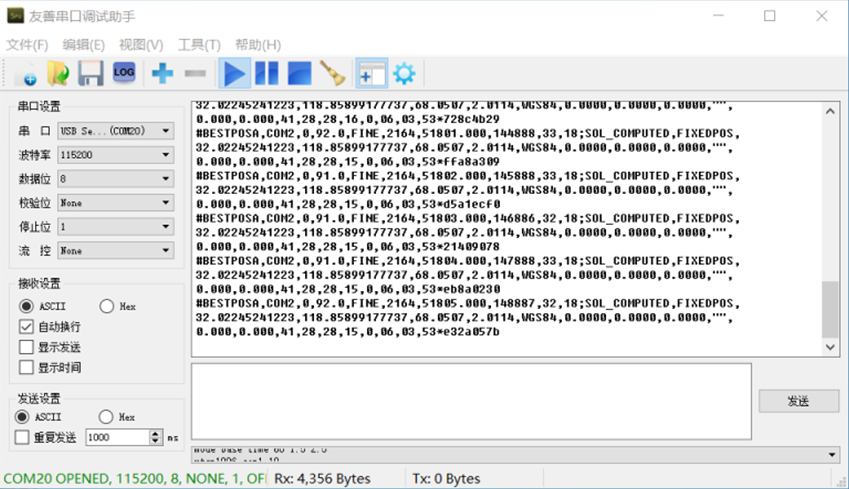 友善串口调试助手
文件(F) 编辑(E) 视图(V) 工具(T) 帮助(H)
LOG
串口设置
串 口 USB Se...(COM20)
波特率 115200
数据位 8
校验位 None
停止位 1
流 控 None
接收设置
ASCII Hex
自动换行
显示发送
显示时间
发送设置
ASCII Hex
重复发送 1000 ms
32.02245241223,118.85899177737,68.0507,2.0114,WGS84,0.0000,0.0000,0.0000,"",
0.000,0.000,41,28,28,16,0,06,03,53*728c4b29
#BESTPOSA,COM2,0,92.0,FINE,2164,51801.000,144888,33,18;SOL_COMPUTED,FIXEDPOS,
32.02245241223,118.85899177737,68.0507,2.0114,WGS84,0.0000,0.0000,0.0000,"",
0.000,0.000,41,28,28,15,0,06,03,53*ffa8a309
#BESTPOSA,COM2,0,91.0,FINE,2164,51802.000,145888,33,18;SOL_COMPUTED,FIXEDPOS,
32.02245241223,118.85899177737,68.0507,2.0114,WGS84,0.0000,0.0000,0.0000,"",
0.000,0.000,41,28,28,15,0,06,03,53*d5a1ecf0
#BESTPOSA,COM2,0,91.0,FINE,2164,51803.000,146886,32,18;SOL_COMPUTED,FIXEDPOS,
32.02245241223,118.85899177737,68.0507,2.0114,WGS84,0.0000,0.0000,0.0000,"",
0.000,0.000,41,28,28,15,0,06,03,53*21409078
#BESTPOSA,COM2,0,91.0,FINE,2164,51804.000,147888,33,18;SOL_COMPUTED,FIXEDPOS,
32.02245241223,118.85899177737,68.0507,2.0114,WGS84,0.0000,0.0000,0.0000,"",
0.000,0.000,41,28,28,15,0,06,03,53*eb8a0230
#BESTPOSA,COM2,0,92.0,FINE,2164,51805.000,148887,32,18;SOL_COMPUTED,FIXEDPOS,
32.02245241223,118.85899177737,68.0507,2.0114,WGS84,0.0000,0.0000,0.0000,"",
0.000,0.000,41,28,28,15,0,06,03,53*e32a057b
发送
mode base time 60 1.5 2.5
COM20 OPENED, 115200, 8, NONE, 1, OF Rx: 4,356 Bytes Tx: 0 Bytes